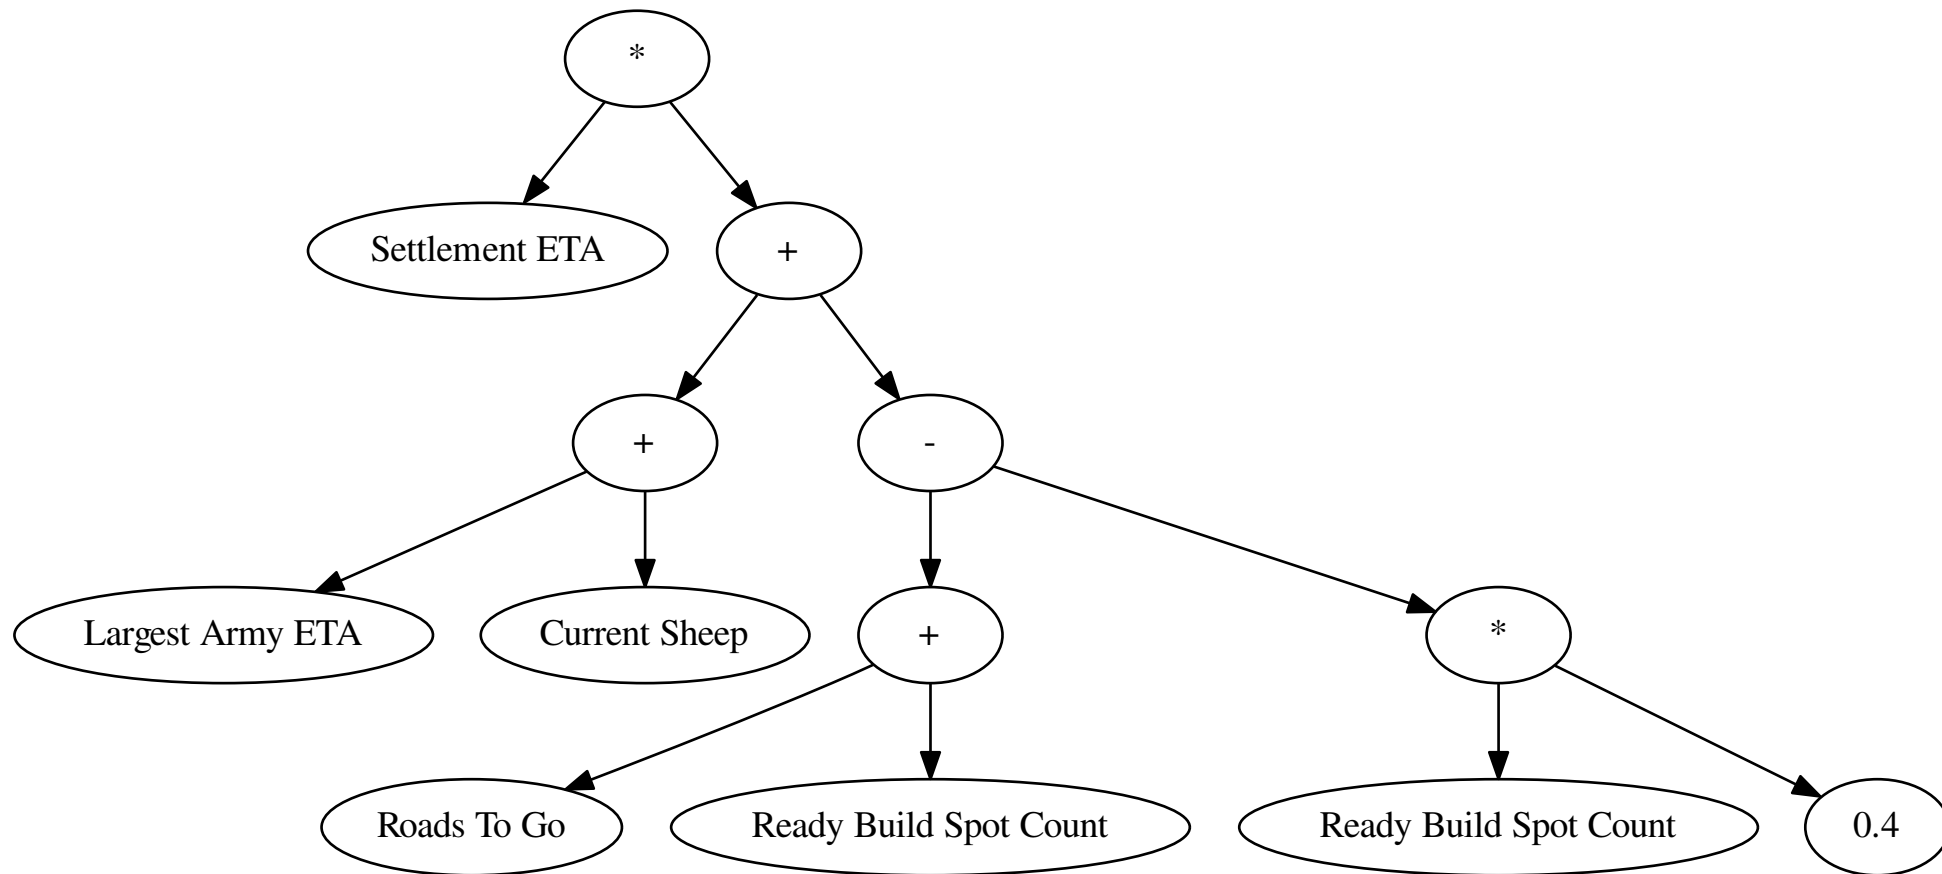 *
Settlement ETA
+
+
-
Largest Army ETA
Current Sheep
+
*
Roads To Go
Ready Build Spot Count
Ready Build Spot Count
0.4